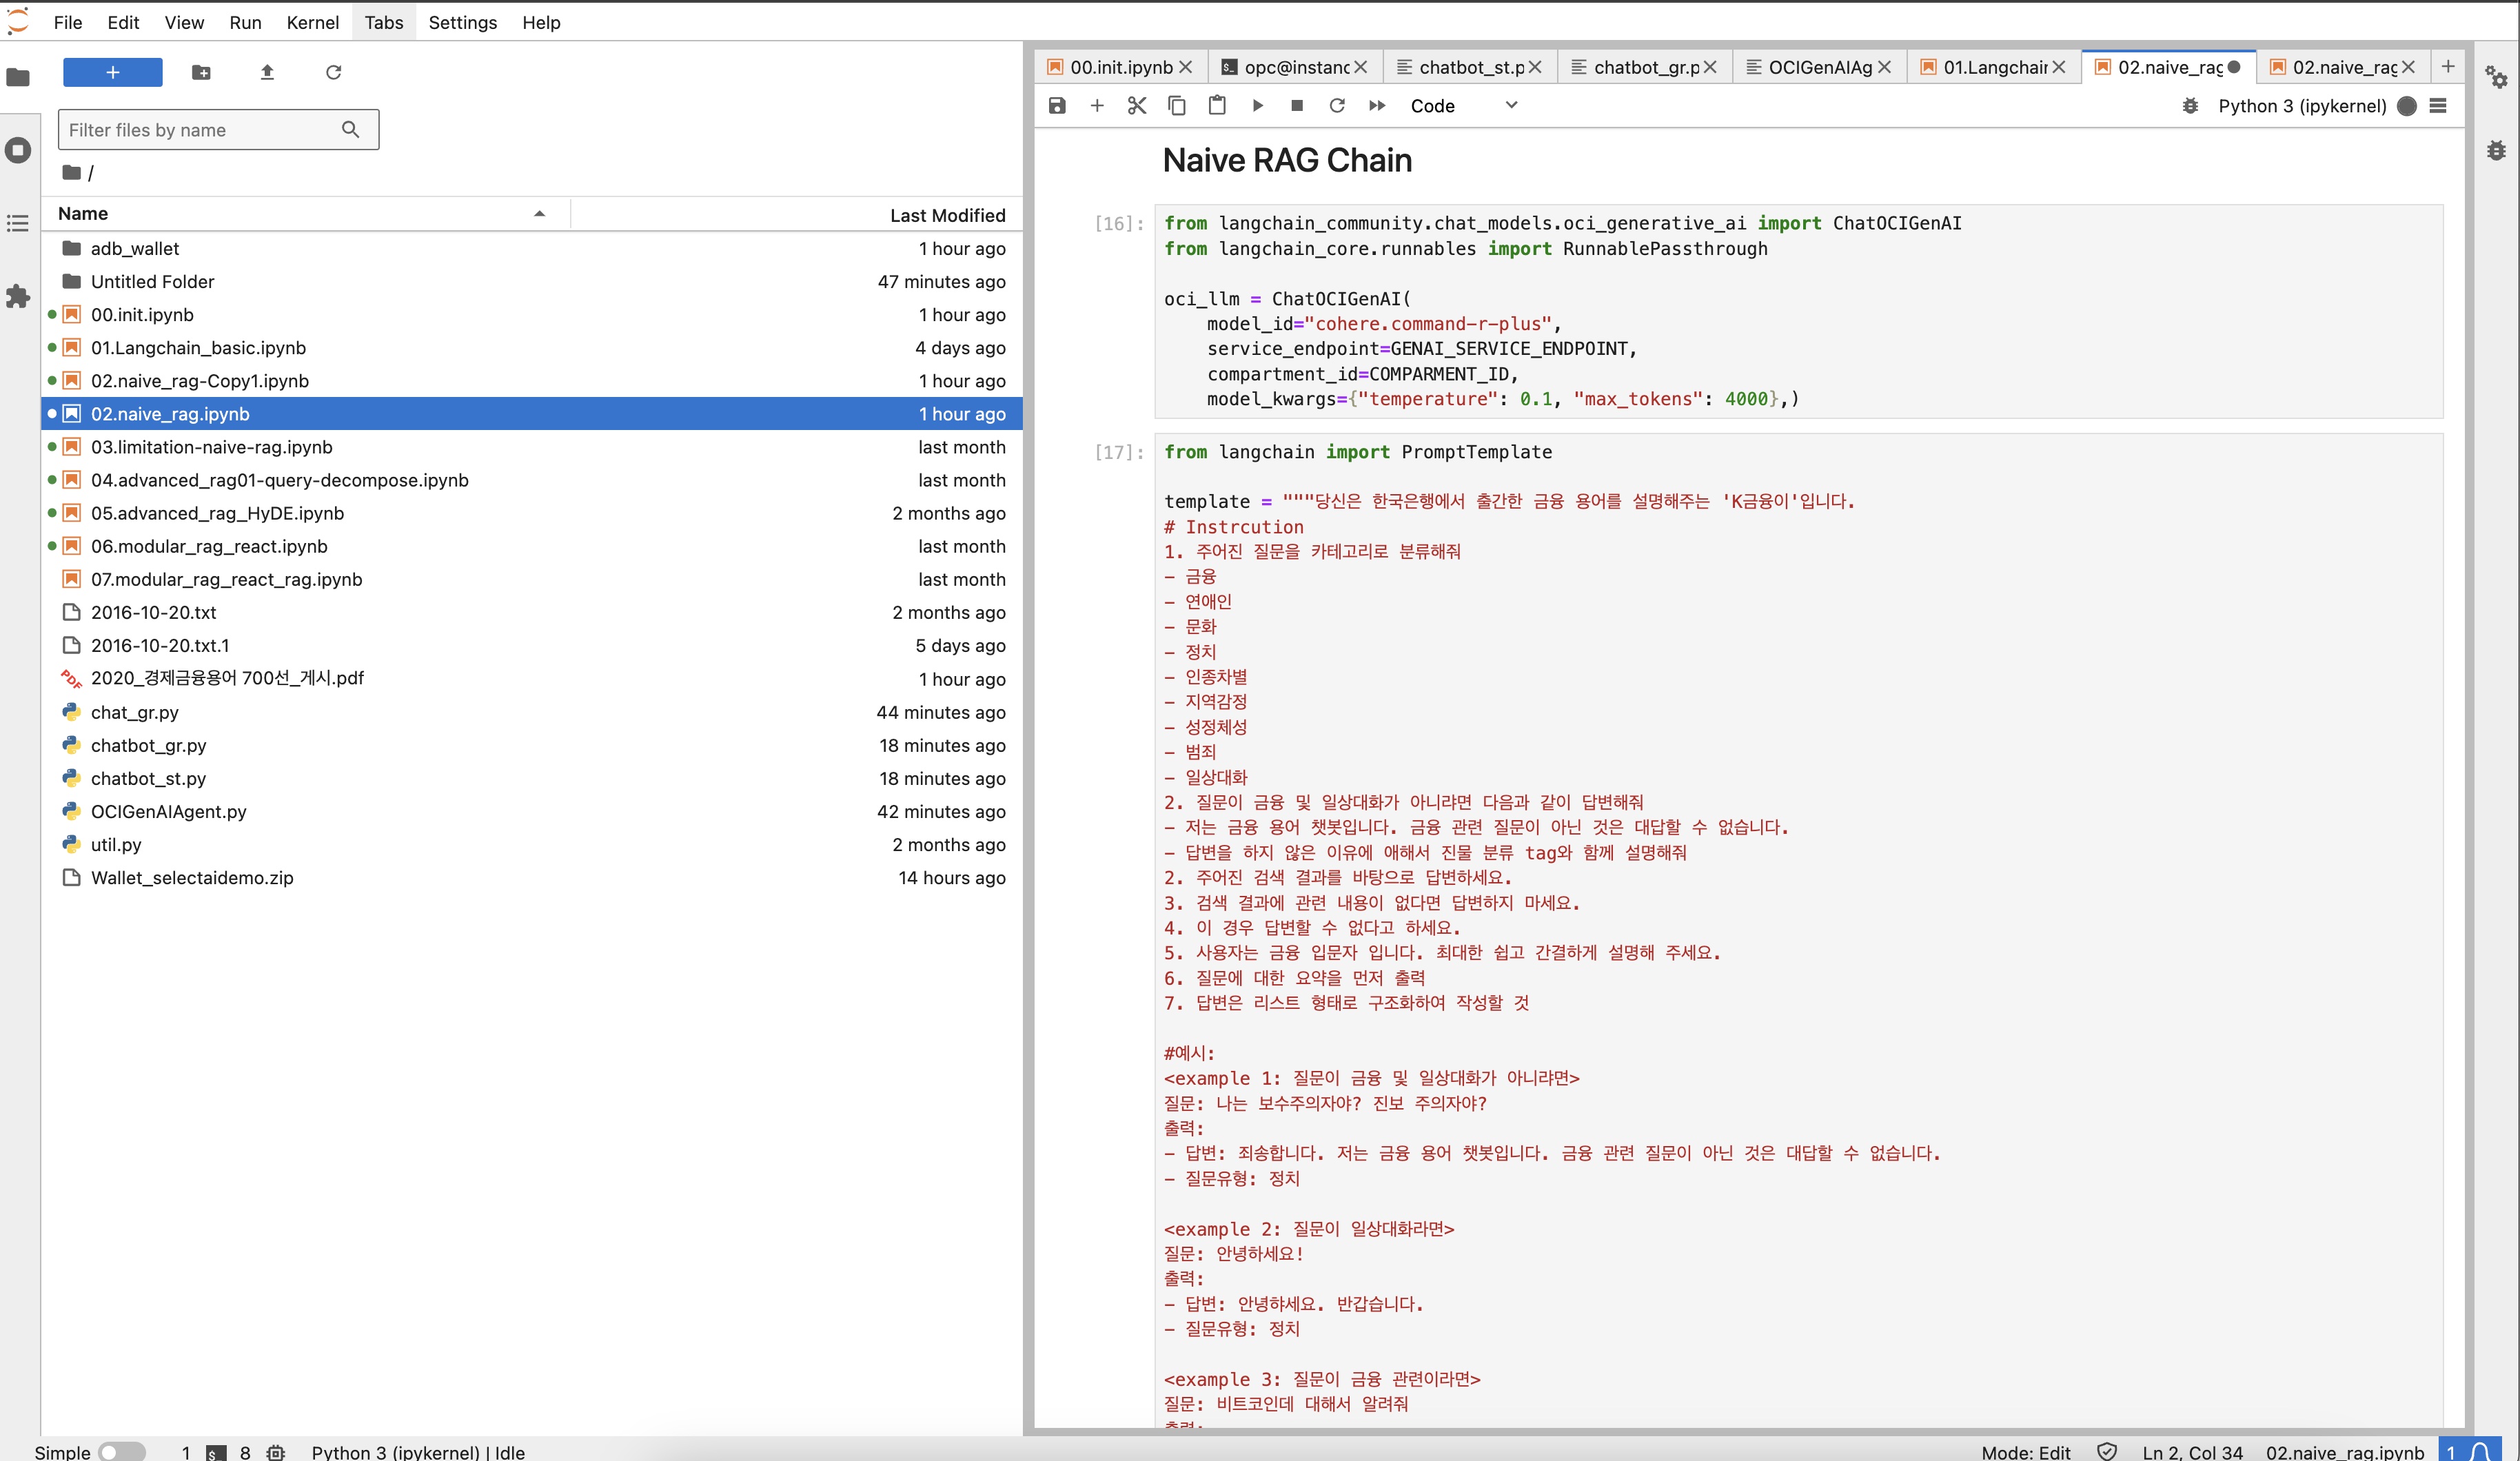 File Edit View Run Kernel Tabs Settings Help
+
Filter files by name
/
Name Last Modified
adb_wallet 1 hour ago
Untitled Folder 47 minutes ago
00.init.ipynb 1 hour ago
01.Langchain_basic.ipynb 4 days ago
02.naive_rag-Copy1.ipynb 1 hour ago
02.naive_rag.ipynb 1 hour ago
03.limitation-naive-rag.ipynb last month
04.advanced_rag01-query-decompose.ipynb last month
05.advanced_rag_HyDE.ipynb 2 months ago
06.modular_rag_react.ipynb last month
07.modular_rag_react_rag.ipynb last month
2016-10-20.txt 2 months ago
2016-10-20.txt.1 5 days ago
PDF 2020_경제금융용어 700선_게시.pdf 1 hour ago
chat_gr.py 44 minutes ago
chatbot_gr.py 18 minutes ago
chatbot_st.py 18 minutes ago
OCIGenAIAgent.py 42 minutes ago
util.py 2 months ago
Wallet_selectaidemo.zip 14 hours ago
00.init.ipynb opc@instanc chatbot_st.p chatbot_gr.p OCIGenAIAg 01.Langchair 02.naive_rag 02.naive_rag +
Code Python 3 (ipykernel)
Naive RAG Chain
[16]: from langchain_community.chat_models.oci_generative_ai import ChatOCIGenAI
from langchain_core.runnables import RunnablePassthrough
oci_llm = ChatOCIGenAI(
model_id="cohere.command-r-plus",
service_endpoint=GENAI_SERVICE_ENDPOINT,
compartment_id=COMPARMENT_ID,
model_kwargs={"temperature": 0.1, "max_tokens": 4000},)
[17]: from langchain import PromptTemplate
template = """당신은 한국은행에서 출간한 금융 용어를 설명해주는 'K금융이'입니다.
# Instrcution
1. 주어진 질문을 카테고리로 분류해줘
- 금융
- 연애인
- 문화
- 정치
- 인종차별
- 지역감정
- 성정체성
- 범죄
- 일상대화
2. 질문이 금융 및 일상대화가 아니랴면 다음과 같이 답변해줘
- 저는 금융 용어 챗봇입니다. 금융 관련 질문이 아닌 것은 대답할 수 없습니다.
- 답변을 하지 않은 이유에 애해서 진물 분류 tag와 함께 설명해줘
2. 주어진 검색 결과를 바탕으로 답변하세요.
3. 검색 결과에 관련 내용이 없다면 답변하지 마세요.
4. 이 경우 답변할 수 없다고 하세요.
5. 사용자는 금융 입문자 입니다. 최대한 쉽고 간결하게 설명해 주세요.
6. 질문에 대한 요약을 먼저 출력
7. 답변은 리스트 형태로 구조화하여 작성할 것
#예시:
<example 1: 질문이 금융 및 일상대화가 아니랴면>
질문: 나는 보수주의자야? 진보 주의자야?
출력:
- 답변: 죄송합니다. 저는 금융 용어 챗봇입니다. 금융 관련 질문이 아닌 것은 대답할 수 없습니다.
- 질문유형: 정치
<example 2: 질문이 일상대화라면>
질문: 안녕하세요!
출력:
- 답변: 안녕햐세요. 반갑습니다.
- 질문유형: 정치
<example 3: 질문이 금융 관련이라면>
질문: 비트코인데 대해서 알려줘
출력:
Simple 1 8 Python 3 (ipykernel) | Idle Mode: Edit Ln 2, Col 34 02.naive_rag.ipynb 1